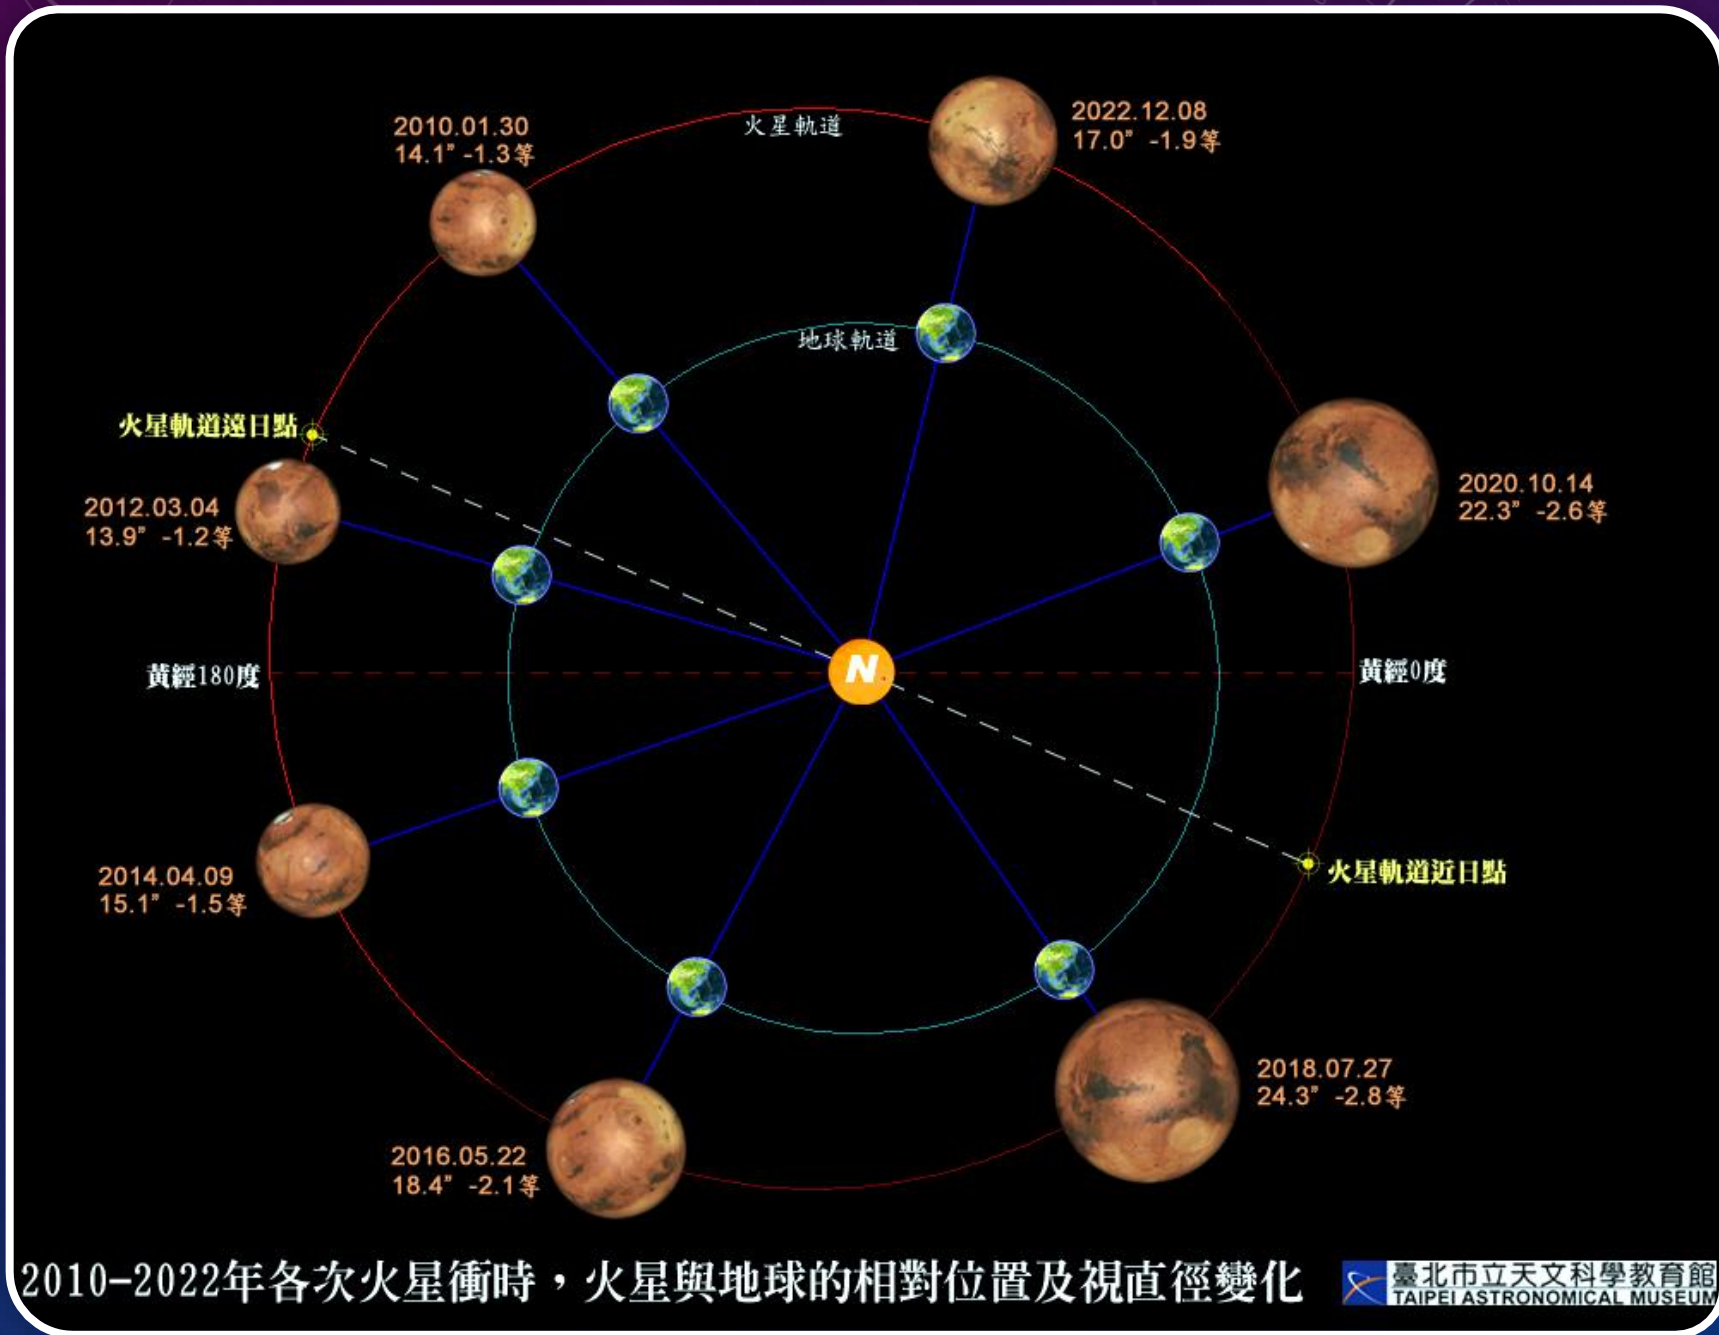 2010.01.30
14.1” -1.3等
火星軌道
2022.12.08
17.0” -1.9等
地球軌道
火星軌道遠日點
2012.03.04
13.9” -1.2等
2020.10.14
22.3” -2.6等
黃經180度
N
黃經0度
火星軌道近日點
2014.04.09
15.1” -1.5等
2018.07.27
24.3” -2.8等
2016.05.22
18.4” -2.1等
2010-2022年各次火星衝時，火星與地球的相對位置及視直徑變化
臺北市立天文科學教育館
TAIPEI ASTRONOMICAL MUSEUM